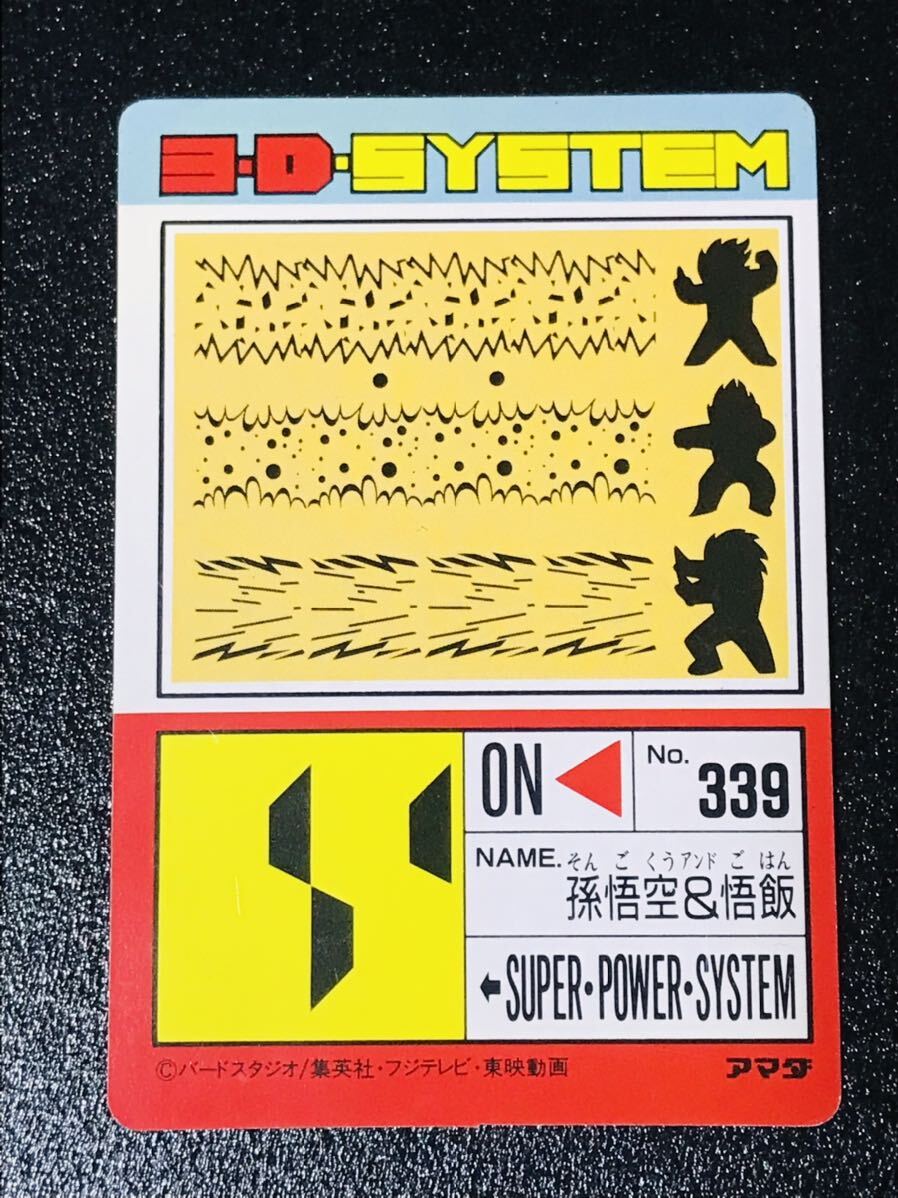 3・D・SYSTEM
ON
No.
339
NAME.
そん ご くうアンド ご はん
孫悟空&悟飯
SUPER・POWER・SYSTEM
©バードスタジオ/集英社・フジテレビ・東映動画
アマダ